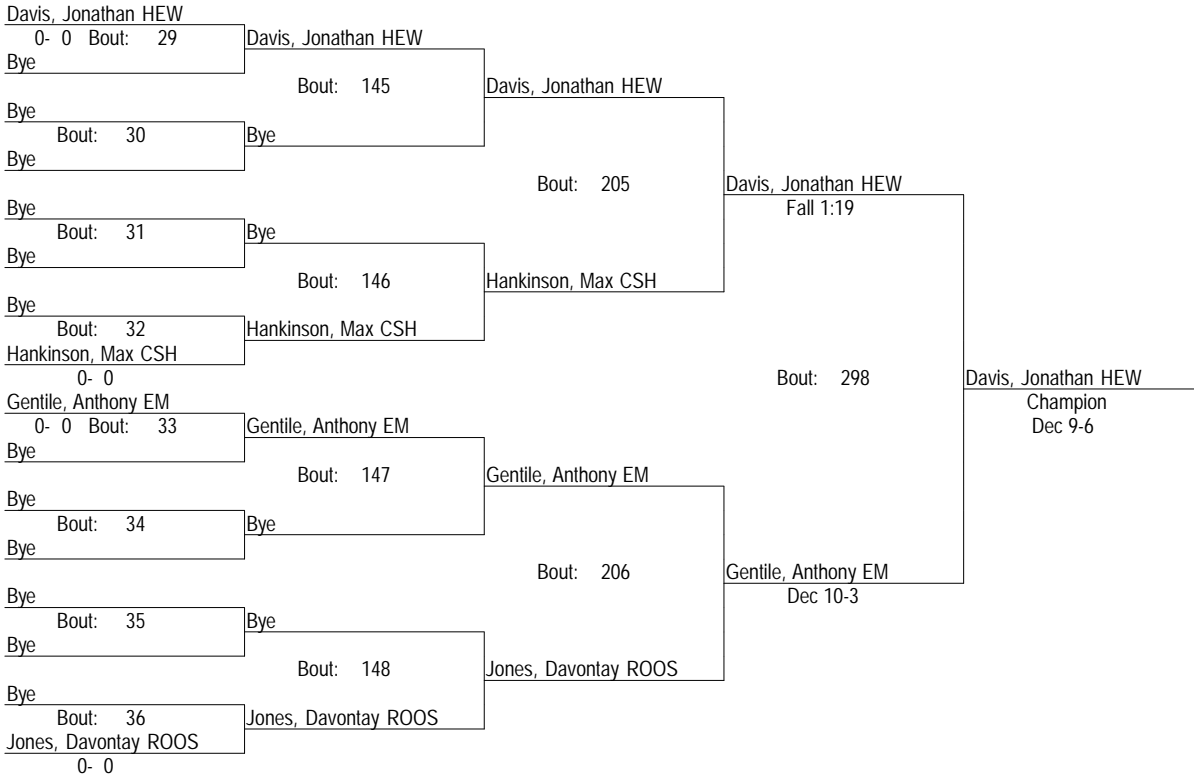 Davis, Jonathan HEW
0- 0 Bout: 29
Bye
Bye
Bout: 30
Bye
Bye
Bout: 31
Bye
Bye
Bout: 32
Hankinson, Max CSH
0- 0
Gentile, Anthony EM
0- 0 Bout: 33
Bye
Bye
Bout: 34
Bye
Bye
Bout: 35
Bye
Bye
Bout: 36
Jones, Davontay ROOS
0- 0
Davis, Jonathan HEW
Bout: 145
Bye
Bye
Bout: 146
Hankinson, Max CSH
Gentile, Anthony EM
Bout: 147
Bye
Bye
Bout: 148
Jones, Davontay ROOS
Davis, Jonathan HEW
Bout: 205
Hankinson, Max CSH
Gentile, Anthony EM
Bout: 206
Jones, Davontay ROOS
Davis, Jonathan HEW
Fall 1:19
Bout: 298
Gentile, Anthony EM
Dec 10-3
Davis, Jonathan HEW
Champion
Dec 9-6